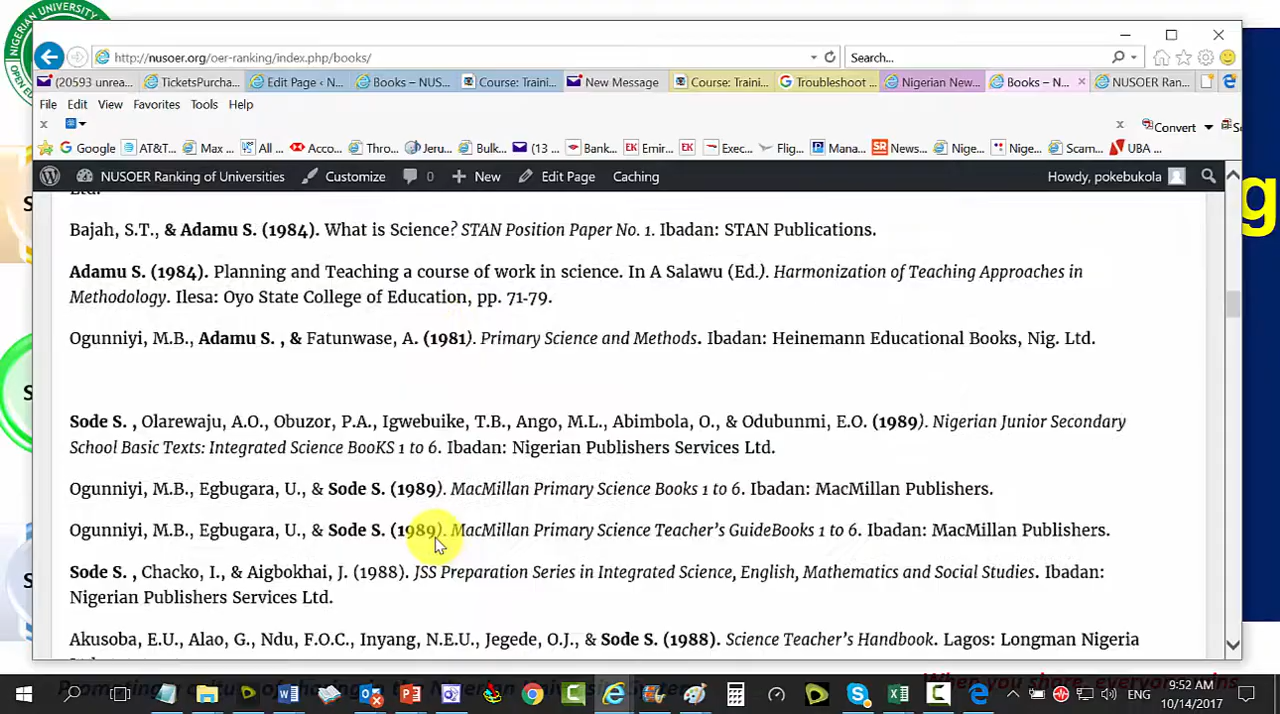 NIGERIAN UNIVERSITY
http://nusoer.org/oer-ranking/index.php/books/ Search...
(20593 unrea... TicketsPurcha... Edit Page ‹ N... Books – NUS... Course: Traini... New Message Course: Traini... Troubleshoot ... Nigerian New... Books – N... NUSOER Ran...
File Edit View Favorites Tools Help
x x Convert
Google AT&T... Max ... All ... Acco... Thro... Jeru... Bulk... (13 ... Bank... Emir... EK Exec... Flig... Mana... News... Nige... Nige... Scam... UBA ...
NUSOER Ranking of Universities Customize 0 New Edit Page Caching Howdy, pokebukola
Ltd.
Bajah, S.T., & Adamu S. (1984). What is Science? STAN Position Paper No. 1. Ibadan: STAN Publications.
Adamu S. (1984). Planning and Teaching a course of work in science. In A Salawu (Ed.). Harmonization of Teaching Approaches in
Methodology. Ilesa: Oyo State College of Education, pp. 71-79.
Ogunniyi, M.B., Adamu S. , & Fatunwase, A. (1981). Primary Science and Methods. Ibadan: Heinemann Educational Books, Nig. Ltd.
Sode S. , Olarewaju, A.O., Obuzor, P.A., Igwebuike, T.B., Ango, M.L., Abimbola, O., & Odubunmi, E.O. (1989). Nigerian Junior Secondary
School Basic Texts: Integrated Science BooKS 1 to 6. Ibadan: Nigerian Publishers Services Ltd.
Ogunniyi, M.B., Egbugara, U., & Sode S. (1989). MacMillan Primary Science Books 1 to 6. Ibadan: MacMillan Publishers.
Ogunniyi, M.B., Egbugara, U., & Sode S. (1989). MacMillan Primary Science Teacher's GuideBooks 1 to 6. Ibadan: MacMillan Publishers.
Sode S. , Chacko, I., & Aigbokhai, J. (1988). JSS Preparation Series in Integrated Science, English, Mathematics and Social Studies. Ibadan:
Nigerian Publishers Services Ltd.
Akusoba, E.U., Alao, G., Ndu, F.O.C., Inyang, N.E.U., Jegede, O.J., & Sode S. (1988). Science Teacher's Handbook. Lagos: Longman Nigeria
ENG 9:52 AM
10/14/2017